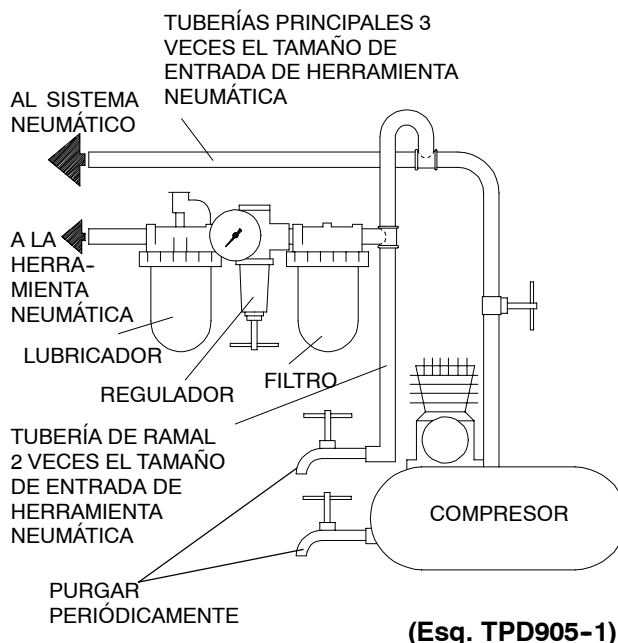 TUBERÍAS PRINCIPALES 3
VECES EL TAMAÑO DE
ENTRADA DE HERRAMIENTA
NEUMÁTICA
AL SISTEMA
NEUMÁTICO
A LA
HERRA-
MIENTA
NEUMÁTICA
LUBRICADOR
REGULADOR
FILTRO
TUBERÍA DE RAMAL
2 VECES EL TAMAÑO
DE ENTRADA DE
HERRAMIENTA
NEUMÁTICA
COMPRESOR
PURGAR
PERIÓDICAMENTE
(Esq. TPD905-1)